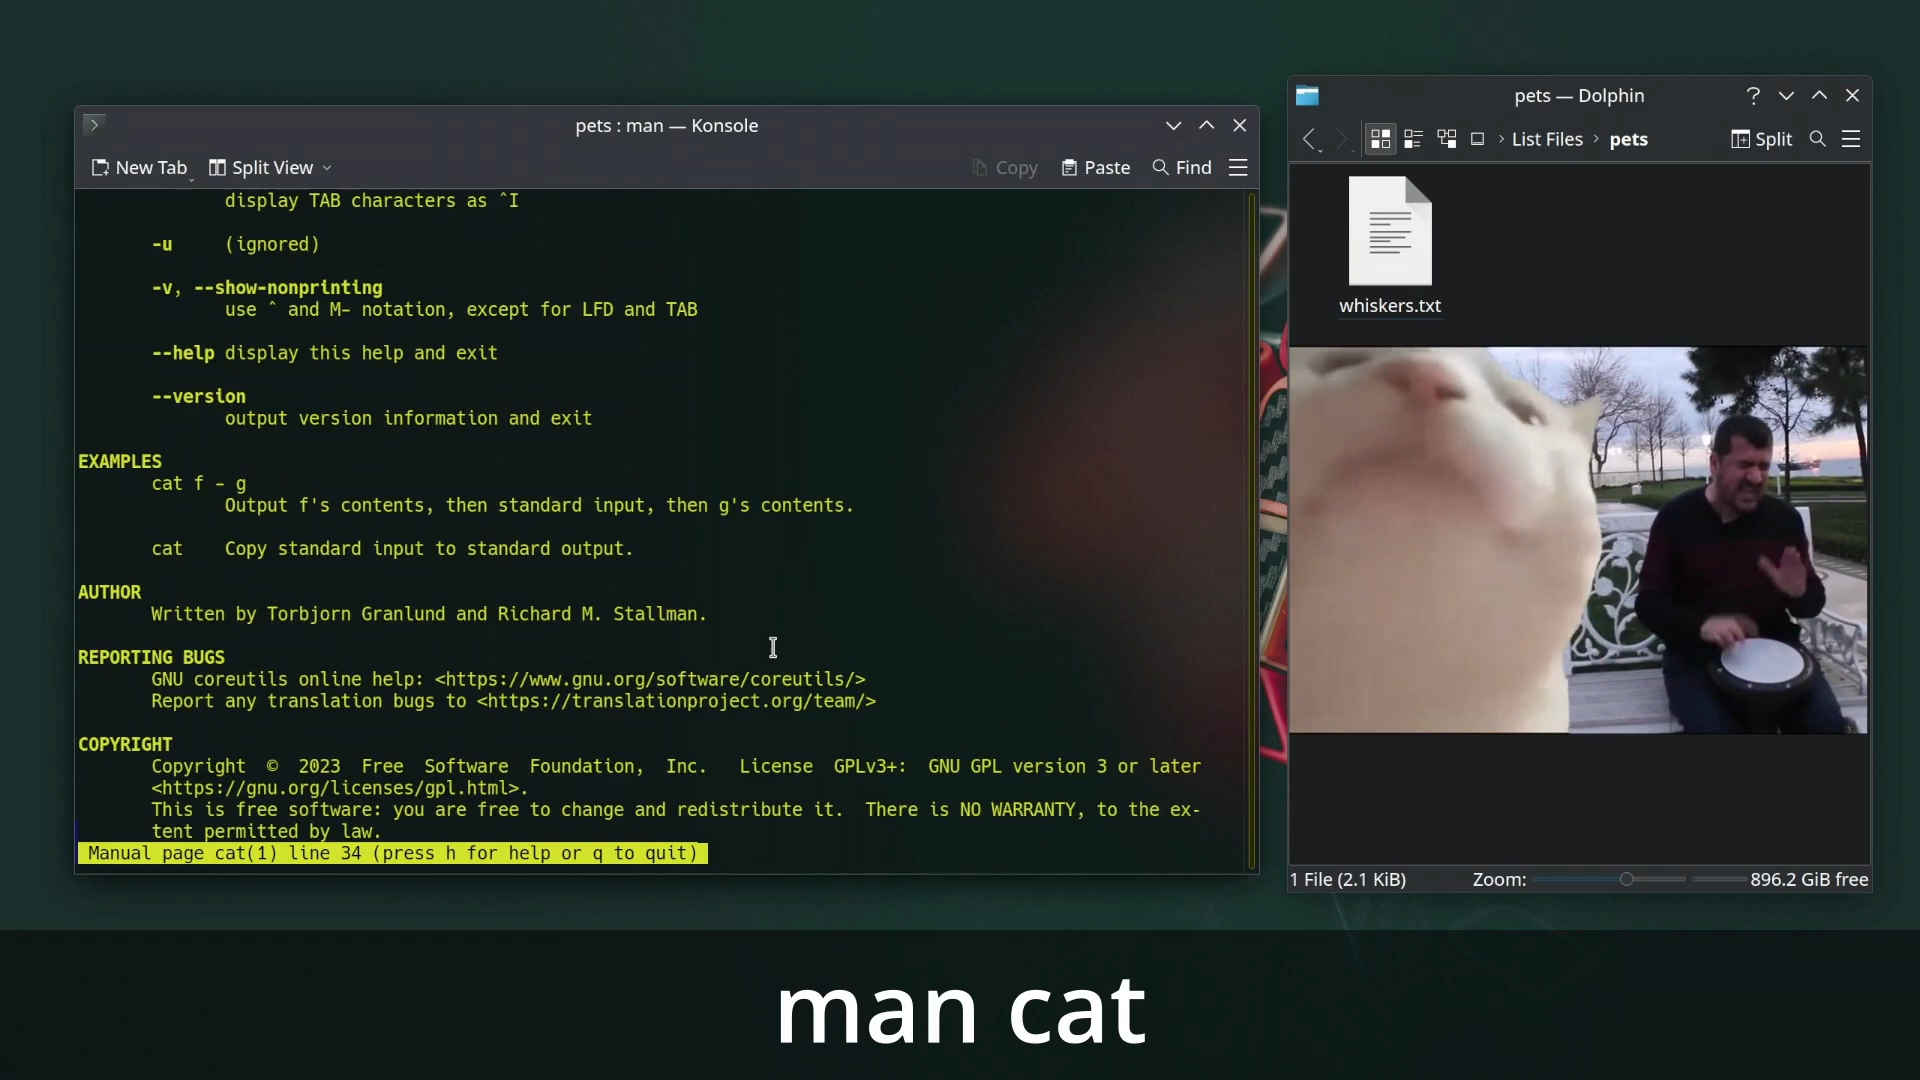 pets : man — Konsole
New Tab Split View Copy Paste Find
display TAB characters as ^I
-u (ignored)
-v, --show-nonprinting
use ^ and M- notation, except for LFD and TAB
--help display this help and exit
--version
output version information and exit
EXAMPLES
cat f - g
Output f's contents, then standard input, then g's contents.
cat Copy standard input to standard output.
AUTHOR
Written by Torbjorn Granlund and Richard M. Stallman.
REPORTING BUGS
GNU coreutils online help: <https://www.gnu.org/software/coreutils/>
Report any translation bugs to <https://translationproject.org/team/>
COPYRIGHT
Copyright © 2023 Free Software Foundation, Inc. License GPLv3+: GNU GPL version 3 or later
<https://gnu.org/licenses/gpl.html>.
This is free software: you are free to change and redistribute it. There is NO WARRANTY, to the ex-
tent permitted by law.
Manual page cat(1) line 34 (press h for help or q to quit)
pets — Dolphin
List Files pets Split
whiskers.txt
1 File (2.1 KiB) Zoom: 896.2 GiB free
man cat